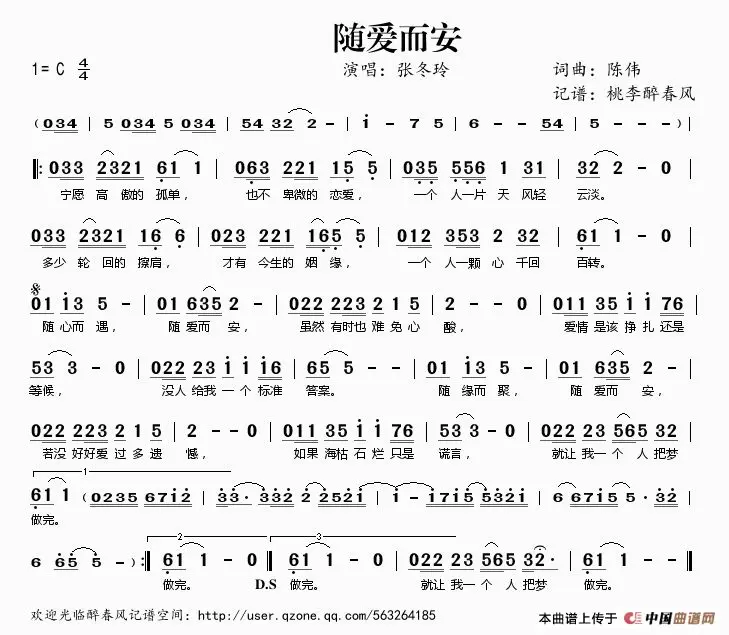 随爱而安
1=C 4/4 演唱：张冬玲 词曲：陈伟
记谱：桃李醉春风
(034 | 5 034 5 034 | 54 32 2 - | i - 7 5 | 6 - - 54 | 5 - - - )|
033 2321 61 1 | 063 221 15 5 | 035 556 1 31 | 32 2 - 0 |
宁愿 高 傲的 孤单， 也不 卑微的 恋爱， 一个 人一片 天 风轻 云淡。
033 2321 16 6 | 023 221 165 5 | 012 353 2 32 | 61 1 - 0 |
多少 轮 回的 擦肩， 才有 今生的 姻 缘， 一个 人一颗 心 千回 百转。
01 i3 5 - | 01 635 2 - | 022 223 2 1 5 | 2 - - 0 | 011 35 i i 76 |
随 心而 遇， 随 爱而 安， 虽然 有时也 难 免 心 酸， 爱情 是该 挣 扎 还是
53 3 - 0 | 022 23 i i i6 | 65 5 - - | 01 i3 5 - | 01 635 2 - |
等候， 没人 给我 一 个 标准 答案。 随 缘而 聚， 随 爱而 安，
022 223 2 1 5 | 2 - - 0 | 011 35 i i 76 | 53 3 - 0 | 022 23 565 32 |
若没 好好爱 过 多 遗 憾， 如果 海枯 石 烂 只是 谎言， 就让 我一 个 人 把梦
1
61 1 (0235 67i2 | 33· 332 2 252i | i - i7i5 532i | 6 67i5 5· 32 |
做完。
2 3
6 65 5 - ) :| 61 1 - 0 :| 61 1 - 0 | 022 23 565 32· | 61 1 - |
做完。 D.S 做完。 就让 我一 个 人 把梦 做完。
欢迎光临醉春风记谱空间：http://user.qzone.qq.com/563264185 本曲谱上传于 中国曲谱网